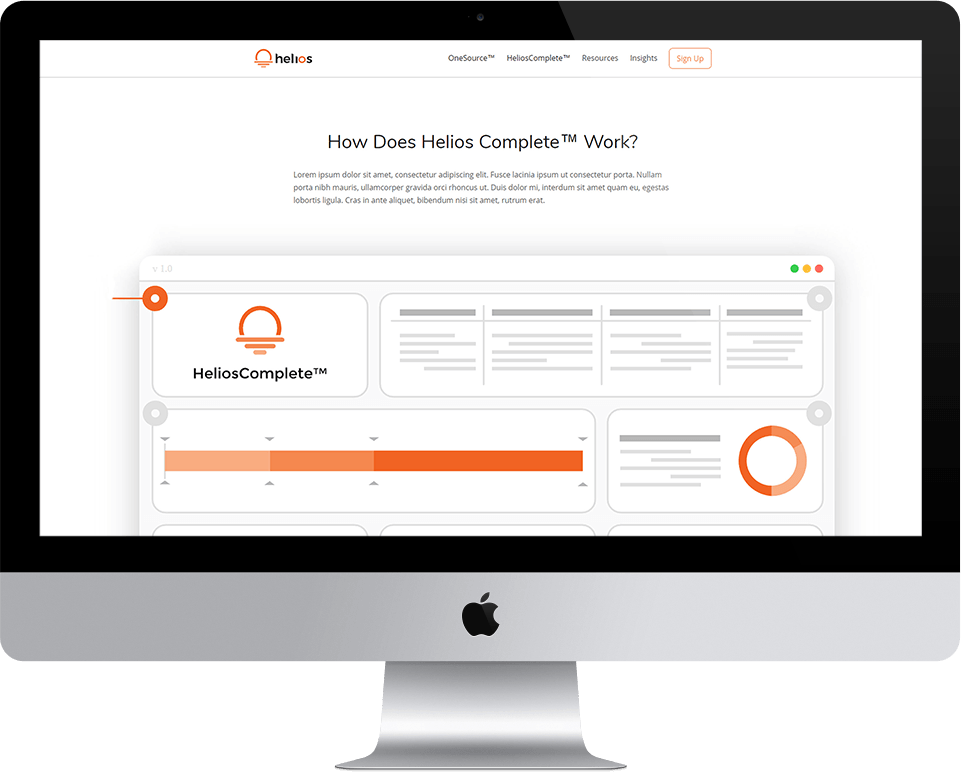 helios
OneSource™ HeliosComplete™ Resources Insights Sign Up
How Does Helios Complete™ Work?
Lorem ipsum dolor sit amet, consectetur adipiscing elit. Fusce lacinia ipsum ut consectetur porta. Nullam
porta nibh mauris, ullamcorper gravida orci rhoncus ut. Duis dolor mi, interdum sit amet quam eu, egestas
lobortis ligula. Cras in ante aliquet, bibendum nisi sit amet, rutrum erat.
v 1.0
HeliosComplete™